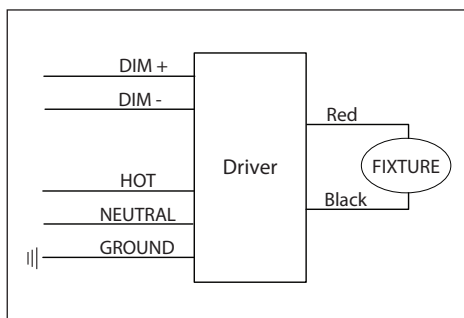 DIM +
DIM -
HOT
NEUTRAL
GROUND
Driver
Red
Black
FIXTURE